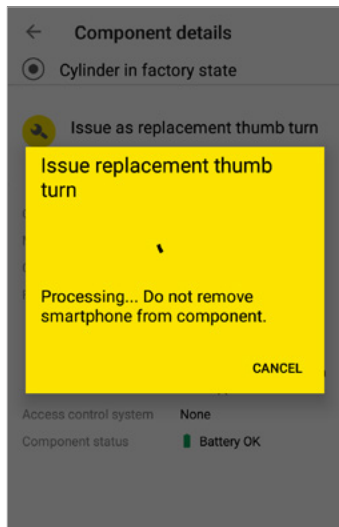 Component details
Cylinder in factory state
Issue as replacement thumb turn
Issue replacement thumb
turn
Processing... Do not remove
smartphone from component.
CANCEL
Access control system None
Component status Battery OK